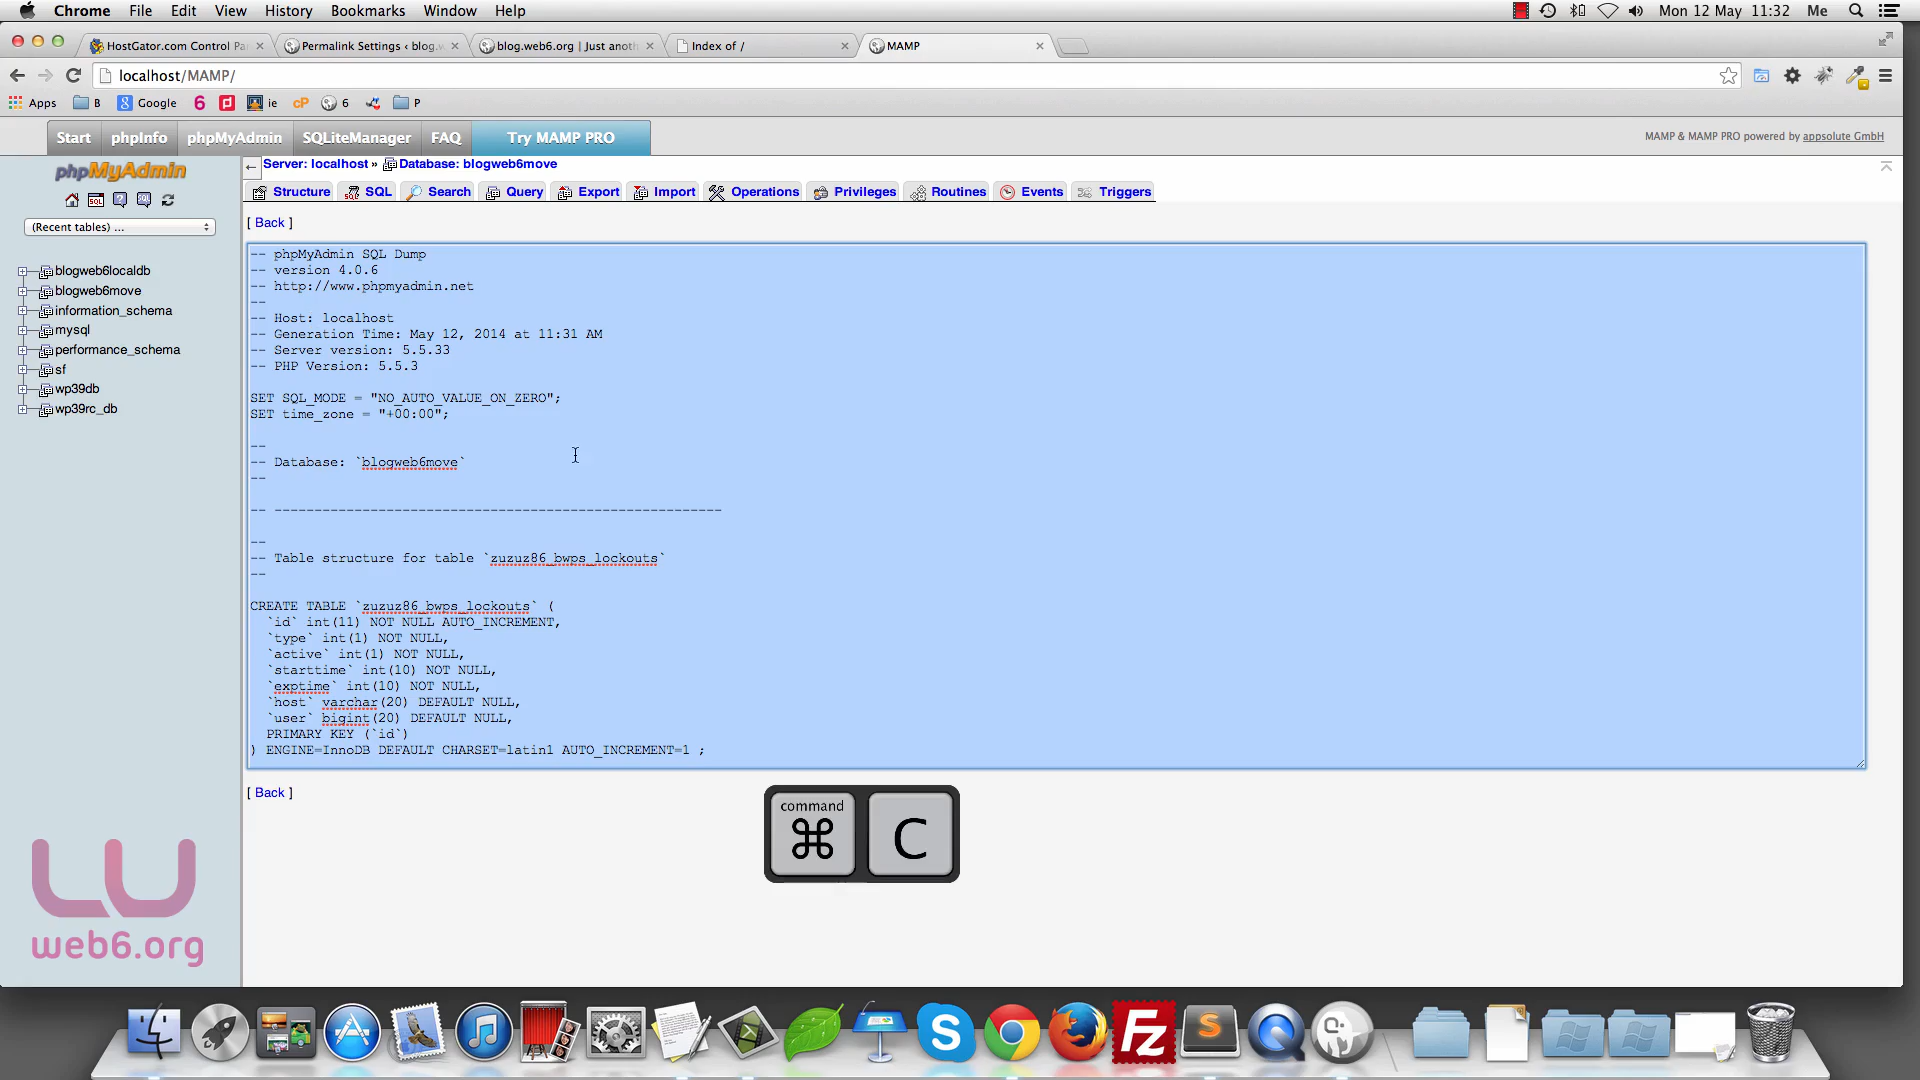 Chrome File Edit View History Bookmarks Window Help Mon 12 May 11:32 Me
HostGator.com Control Pa Permalink Settings ‹ blog.w blog.web6.org | Just anoth Index of / MAMP
localhost/MAMP/
Apps B Google 6 ie cP 6 P
Start phpInfo phpMyAdmin SQLiteManager FAQ Try MAMP PRO MAMP & MAMP PRO powered by appsolute GmbH
phpMyAdmin
Server: localhost » Database: blogweb6move
Structure SQL Search Query Export Import Operations Privileges Routines Events Triggers
(Recent tables) ...
[ Back ]
blogweb6localdb
blogweb6move
information_schema
mysql
performance_schema
sf
wp39db
wp39rc_db
-- phpMyAdmin SQL Dump
-- version 4.0.6
-- http://www.phpmyadmin.net
--
-- Host: localhost
-- Generation Time: May 12, 2014 at 11:31 AM
-- Server version: 5.5.33
-- PHP Version: 5.5.3
SET SQL_MODE = "NO_AUTO_VALUE_ON_ZERO";
SET time_zone = "+00:00";
--
-- Database: `blogweb6move`
--
-- --------------------------------------------------------
--
-- Table structure for table `zuzuz86_bwps_lockouts`
--
CREATE TABLE `zuzuz86_bwps_lockouts` (
`id` int(11) NOT NULL AUTO_INCREMENT,
`type` int(1) NOT NULL,
`active` int(1) NOT NULL,
`starttime` int(10) NOT NULL,
`exptime` int(10) NOT NULL,
`host` varchar(20) DEFAULT NULL,
`user` bigint(20) DEFAULT NULL,
PRIMARY KEY (`id`)
) ENGINE=InnoDB DEFAULT CHARSET=latin1 AUTO_INCREMENT=1 ;
[ Back ]
command
⌘ C
web6.org